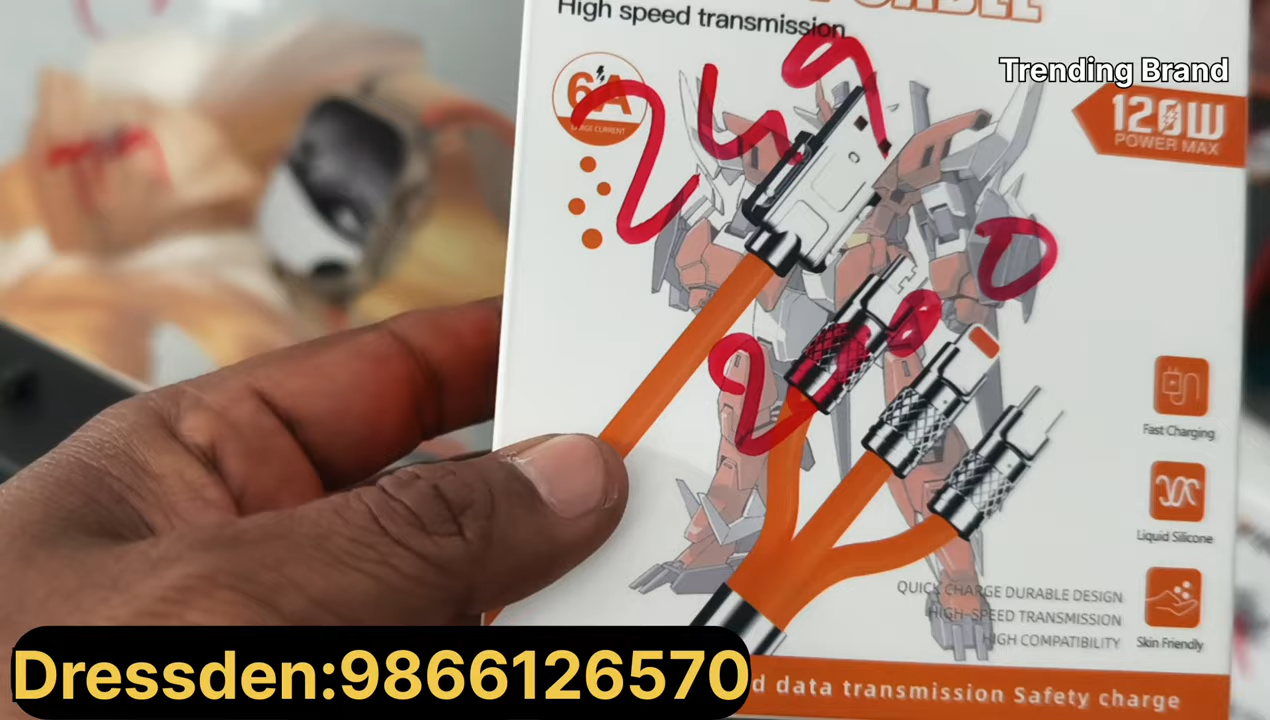 High speed transmission
Trending Brand
6A
120W
POWER MAX
249
200
Fast Charging
Liquid Silicone
QUICK CHARGE DURABLE DESIGN
HIGH-SPEED TRANSMISSION
HIGH COMPATIBILITY
Skin Friendly
Dressden:9866126570
data transmission Safety charge